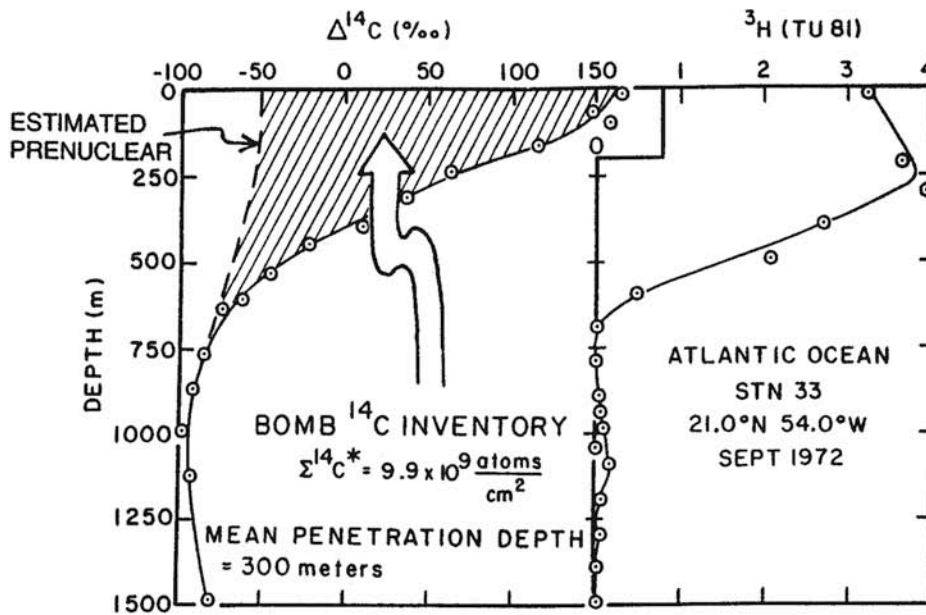 Δ¹⁴C (‰)
³H (TU 81)
-100 -50 0 50 100 150 1 2 3 4
0
ESTIMATED
PRENUCLEAR
0
250
500
750
1000
1250
1500
DEPTH (m)
BOMB ¹⁴C INVENTORY
Σ¹⁴C* = 9.9 x 10⁹ atoms
cm²
MEAN PENETRATION DEPTH
= 300 meters
ATLANTIC OCEAN
STN 33
21.0°N 54.0°W
SEPT 1972